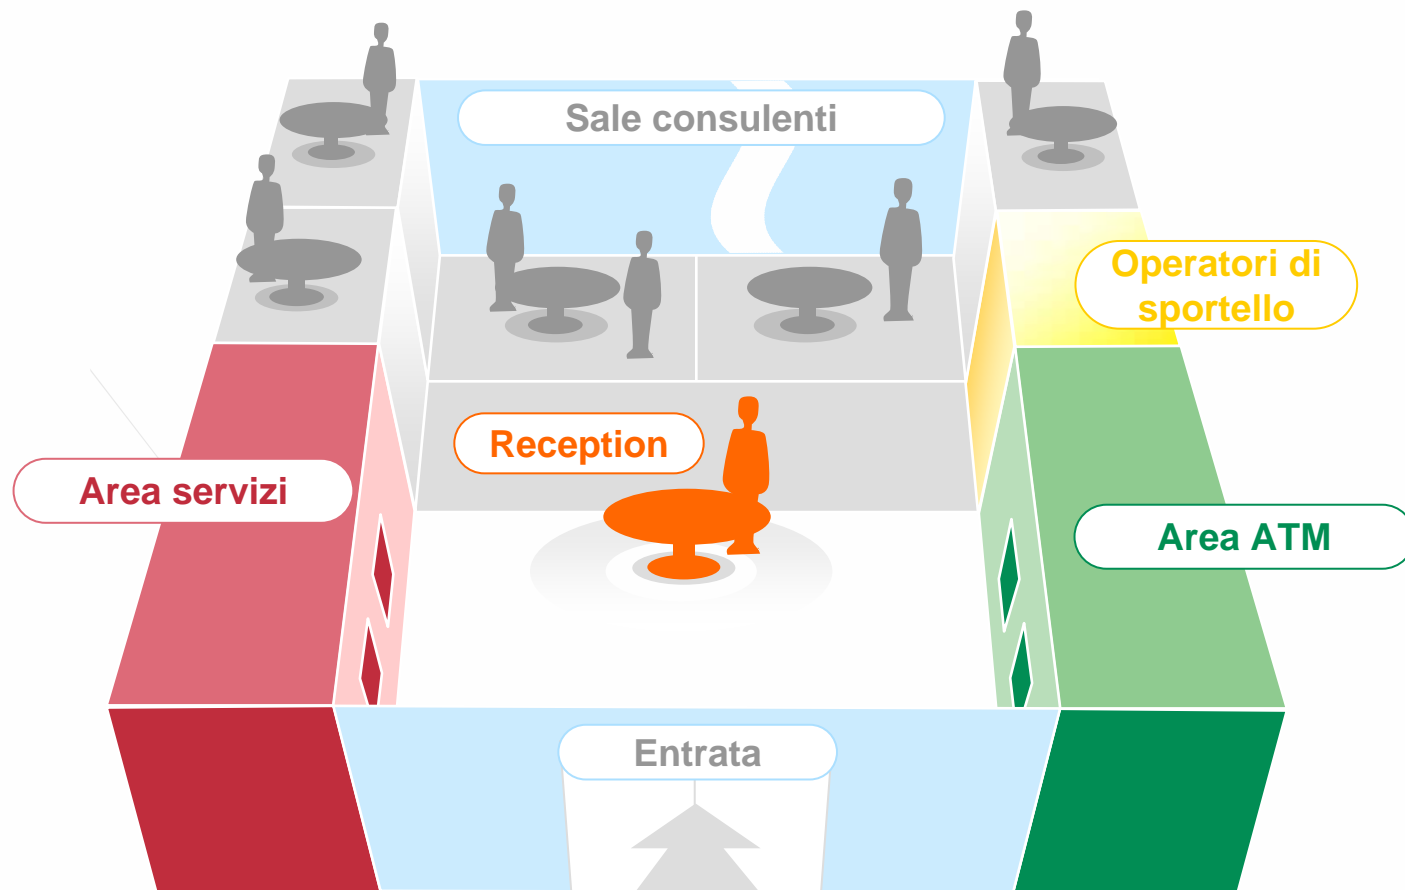 Sale consulenti
Operatori di
sportello
Reception
Area servizi
Area ATM
Entrata